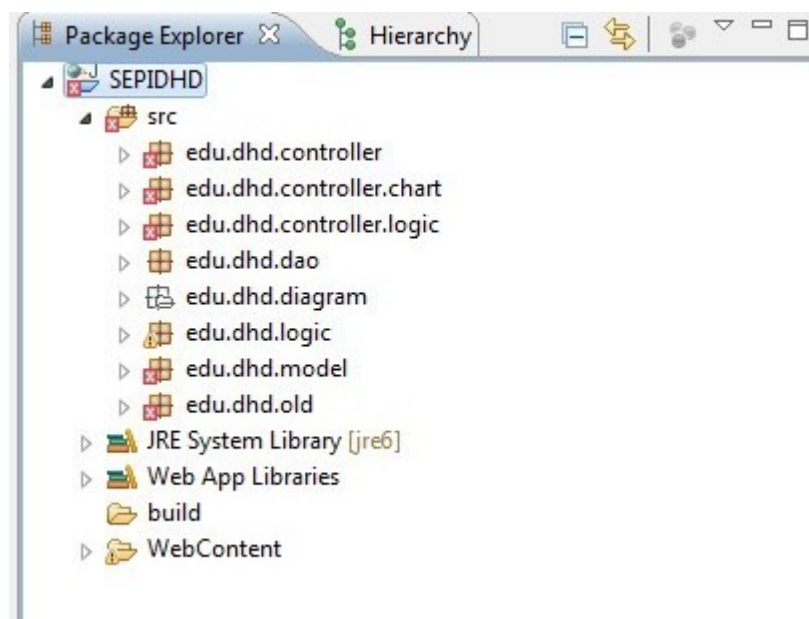 Package Explorer Hierarchy
SEPIDHD
src
edu.dhd.controller
edu.dhd.controller.chart
edu.dhd.controller.logic
edu.dhd.dao
edu.dhd.diagram
edu.dhd.logic
edu.dhd.model
edu.dhd.old
JRE System Library [jre6]
Web App Libraries
build
WebContent